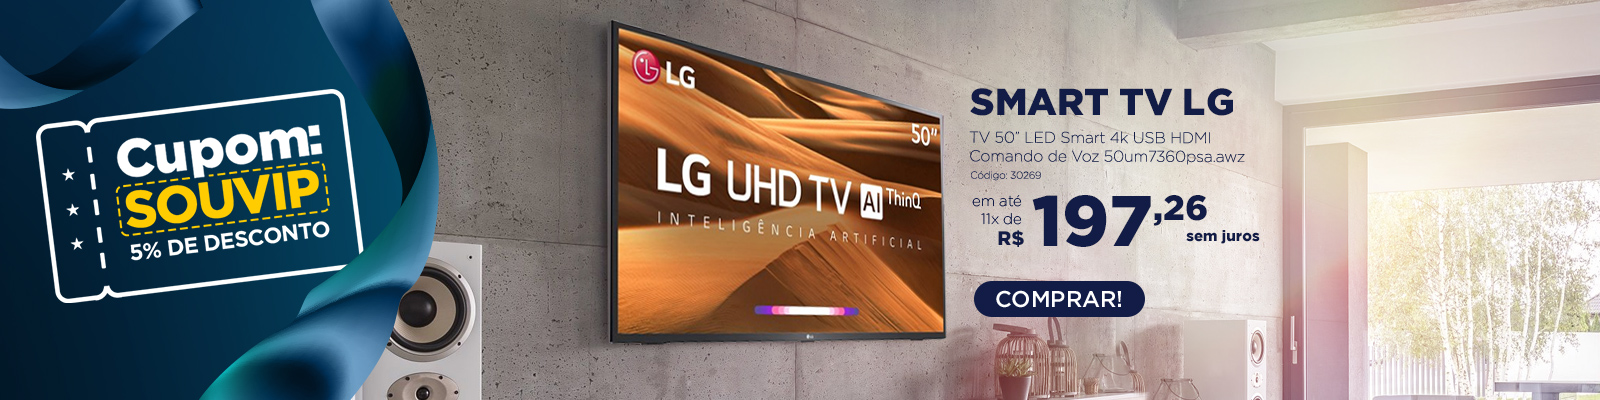 Cupom:
SOUVIP
5% DE DESCONTO
LG
50”
LG UHD TV AI ThinQ
INTELIGÊNCIA ARTIFICIAL
SMART TV LG
TV 50” LED Smart 4k USB HDMI
Comando de Voz 50um7360psa.awz
Código: 30269
em até
11x de
R$ 197,26
sem juros
COMPRAR!